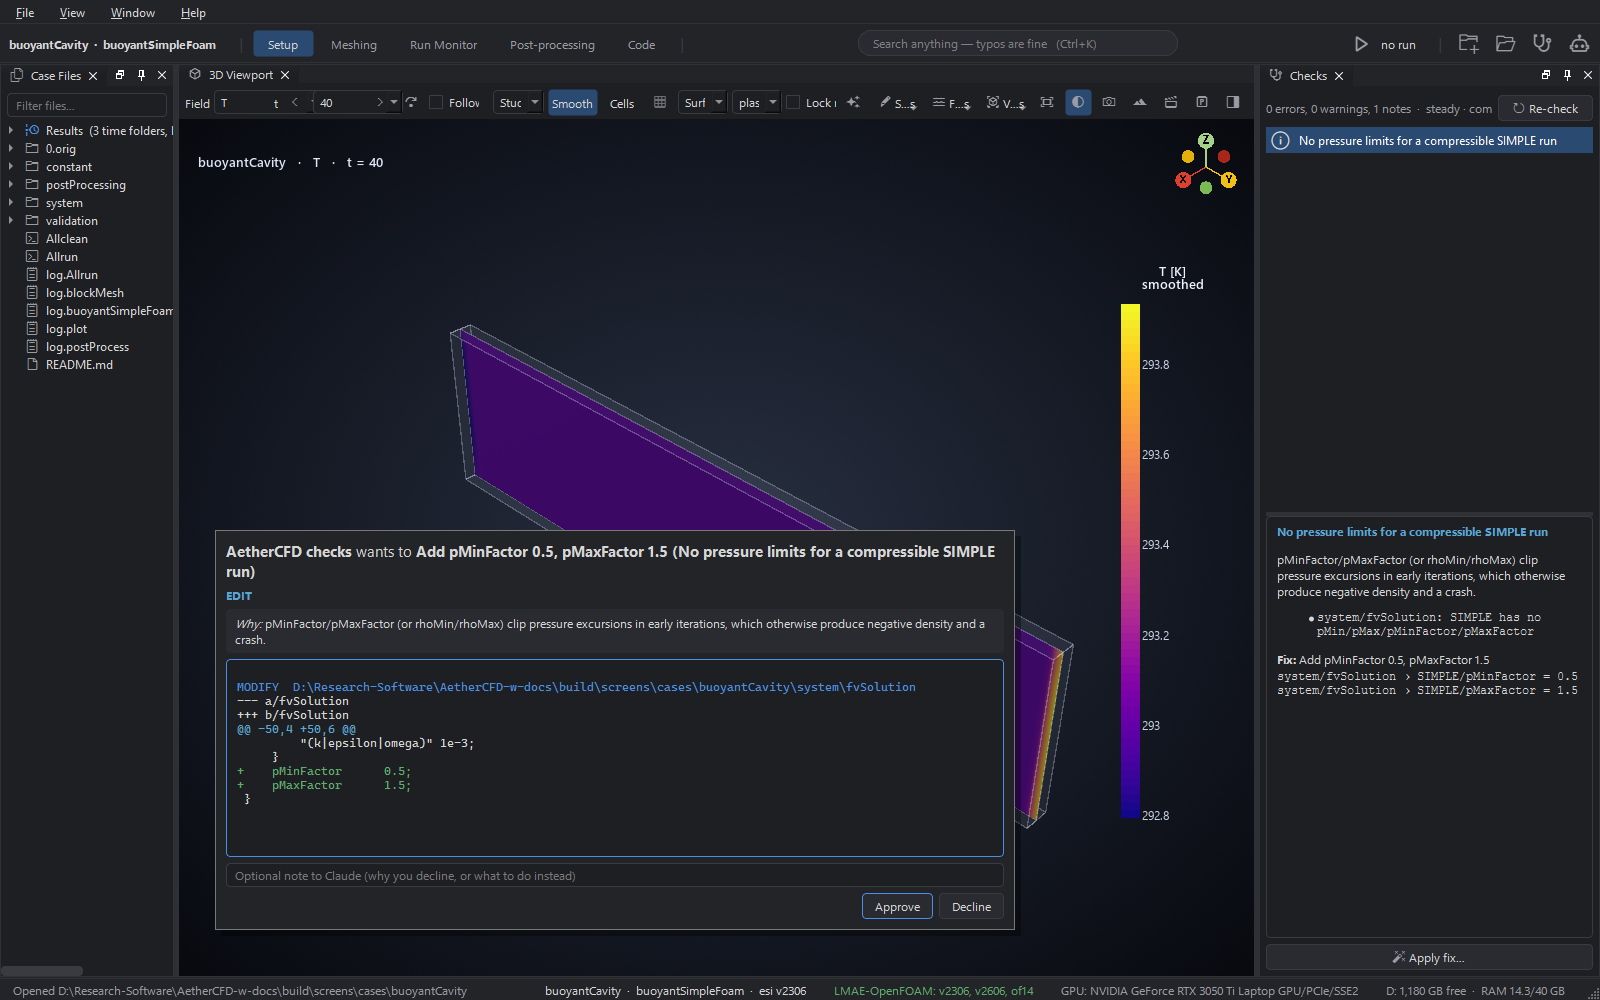 File View Window Help
buoyantCavity · buoyantSimpleFoam
Setup Meshing Run Monitor Post-processing Code
Search anything — typos are fine (Ctrl+K)
no run
Case Files
Filter files...
Results (3 time folders,
0.orig
constant
postProcessing
system
validation
Allclean
Allrun
log.Allrun
log.blockMesh
log.buoyantSimpleFoam
log.plot
log.postProcess
README.md
3D Viewport
Field T t 40 Follow Stuc Smooth Cells Surf plas Lock S...s F...s V...s
buoyantCavity · T · t = 40
Z
X
Y
T [K]
smoothed
293.8
293.6
293.4
293.2
293
292.8
AetherCFD checks wants to Add pMinFactor 0.5, pMaxFactor 1.5 (No pressure limits for a compressible SIMPLE
run)
EDIT
Why: pMinFactor/pMaxFactor (or rhoMin/rhoMax) clip pressure excursions in early iterations, which otherwise produce negative density and a
crash.
MODIFY D:\Research-Software\AetherCFD-w-docs\build\screens\cases\buoyantCavity\system\fvSolution
--- a/fvSolution
+++ b/fvSolution
@@ -50,4 +50,6 @@
"(k|epsilon|omega)" 1e-3;
}
+ pMinFactor 0.5;
+ pMaxFactor 1.5;
}
Optional note to Claude (why you decline, or what to do instead)
Approve Decline
Checks
0 errors, 0 warnings, 1 notes · steady · com
Re-check
No pressure limits for a compressible SIMPLE run
No pressure limits for a compressible SIMPLE run
pMinFactor/pMaxFactor (or rhoMin/rhoMax) clip
pressure excursions in early iterations, which otherwise
produce negative density and a crash.
• system/fvSolution: SIMPLE has no
pMin/pMax/pMinFactor/pMaxFactor
Fix: Add pMinFactor 0.5, pMaxFactor 1.5
system/fvSolution › SIMPLE/pMinFactor = 0.5
system/fvSolution › SIMPLE/pMaxFactor = 1.5
Apply fix...
Opened D:\Research-Software\AetherCFD-w-docs\build\screens\cases\buoyantCavity
buoyantCavity · buoyantSimpleFoam · esi v2306
LMAE-OpenFOAM: v2306, v2606, of14
GPU: NVIDIA GeForce RTX 3050 Ti Laptop GPU/PCIe/SSE2
D: 1,180 GB free · RAM 14.3/40 GB